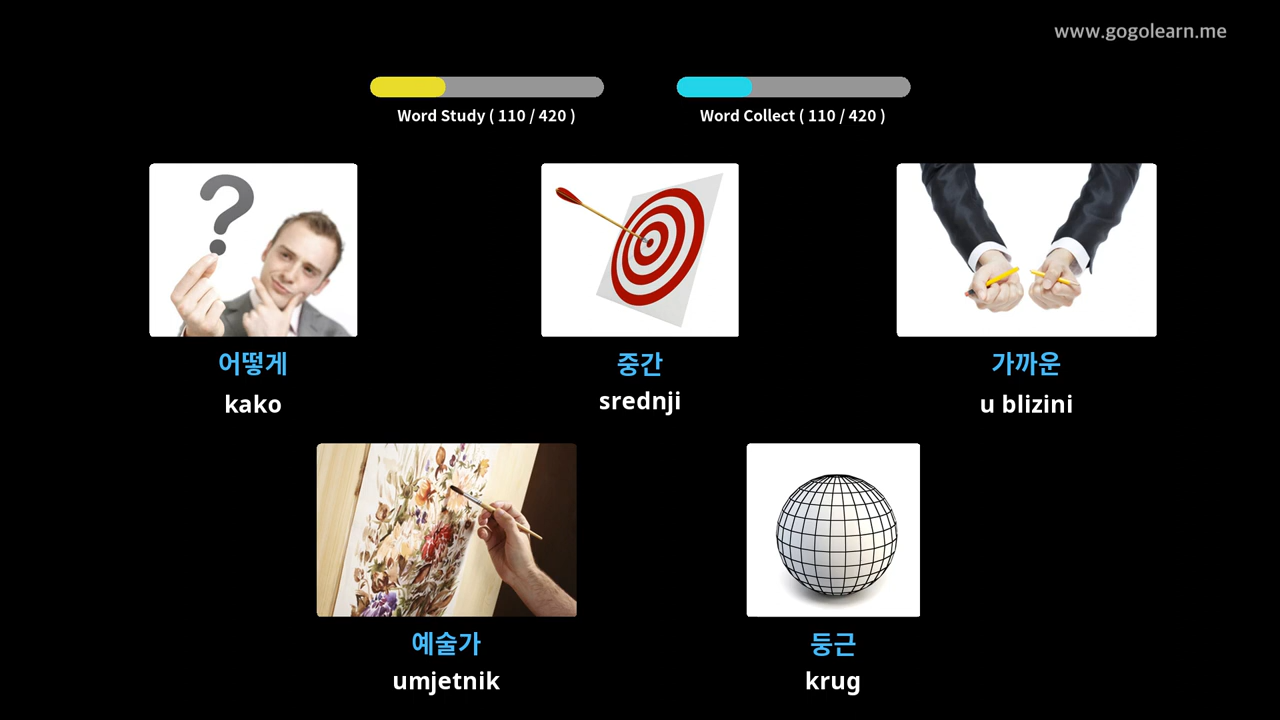 www.gogolearn.me
Word Study ( 110 / 420 )
Word Collect ( 110 / 420 )
?
어떻게
kako
중간
srednji
가까운
u blizini
예술가
umjetnik
둥근
krug